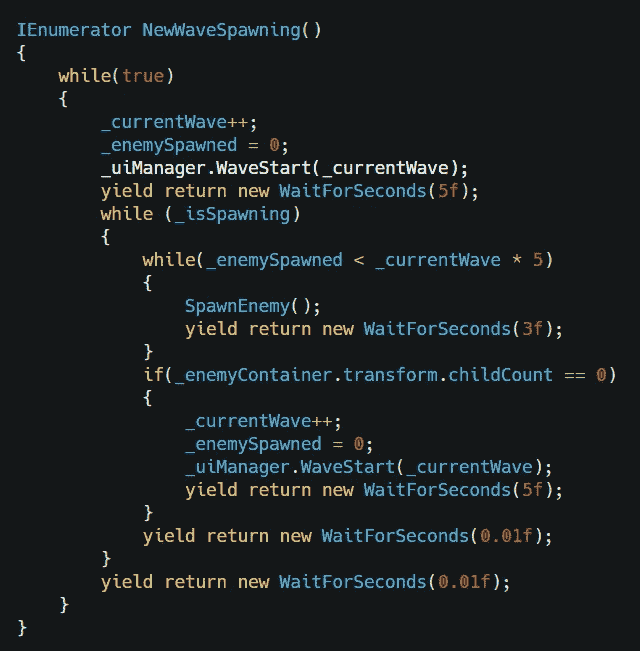 IEnumerator NewWaveSpawning()
{
    while(true)
    {
        _currentWave++;
        _enemySpawned = 0;
        _uiManager.WaveStart(_currentWave);
        yield return new WaitForSeconds(5f);
        while (_isSpawning)
        {
            while(_enemySpawned < _currentWave * 5)
            {
                SpawnEnemy();
                yield return new WaitForSeconds(3f);
            }
            if(_enemyContainer.transform.childCount == 0)
            {
                _currentWave++;
                _enemySpawned = 0;
                _uiManager.WaveStart(_currentWave);
                yield return new WaitForSeconds(5f);
            }
            yield return new WaitForSeconds(0.01f);
        }
        yield return new WaitForSeconds(0.01f);
    }
}